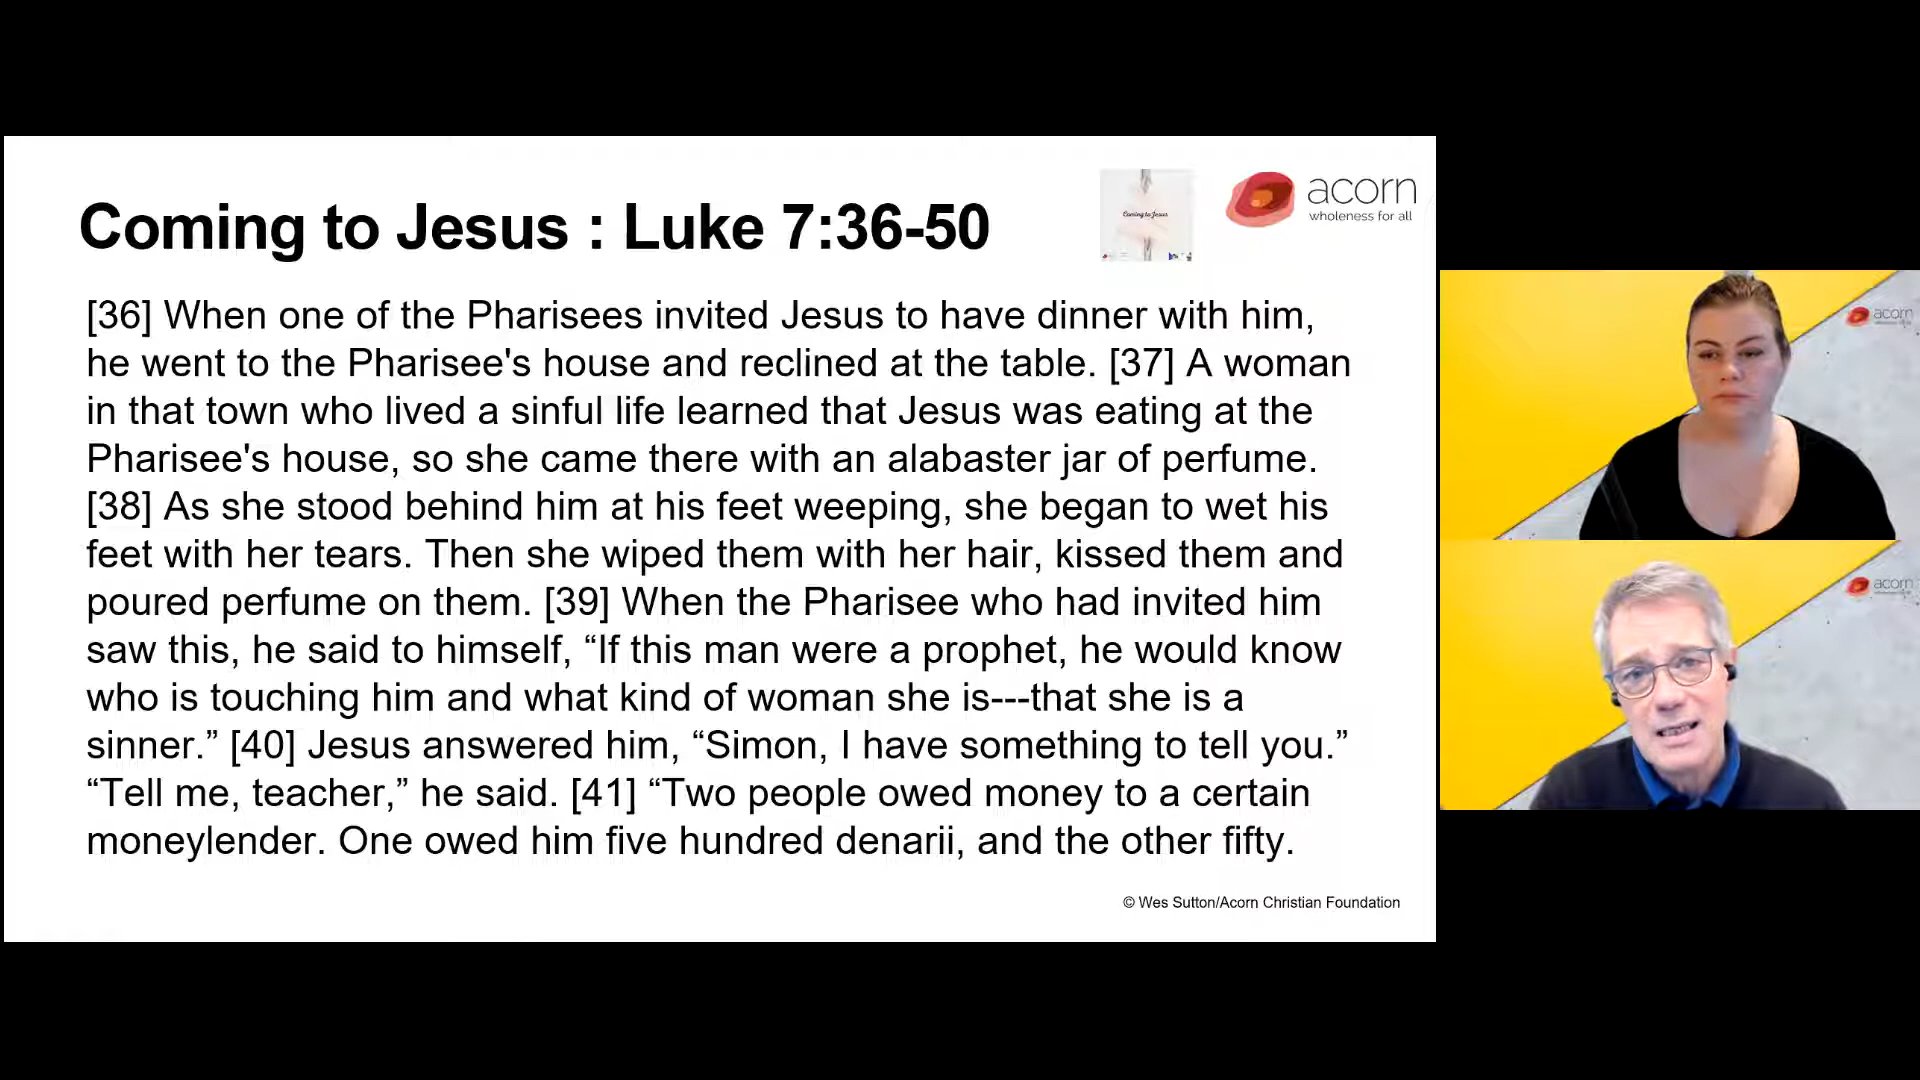 Coming to Jesus : Luke 7:36-50
Coming to Jesus
acorn
wholeness for all
[36] When one of the Pharisees invited Jesus to have dinner with him,
he went to the Pharisee's house and reclined at the table. [37] A woman
in that town who lived a sinful life learned that Jesus was eating at the
Pharisee's house, so she came there with an alabaster jar of perfume.
[38] As she stood behind him at his feet weeping, she began to wet his
feet with her tears. Then she wiped them with her hair, kissed them and
poured perfume on them. [39] When the Pharisee who had invited him
saw this, he said to himself, “If this man were a prophet, he would know
who is touching him and what kind of woman she is---that she is a
sinner.” [40] Jesus answered him, “Simon, I have something to tell you.”
“Tell me, teacher,” he said. [41] “Two people owed money to a certain
moneylender. One owed him five hundred denarii, and the other fifty.
© Wes Sutton/Acorn Christian Foundation
acorn
acorn